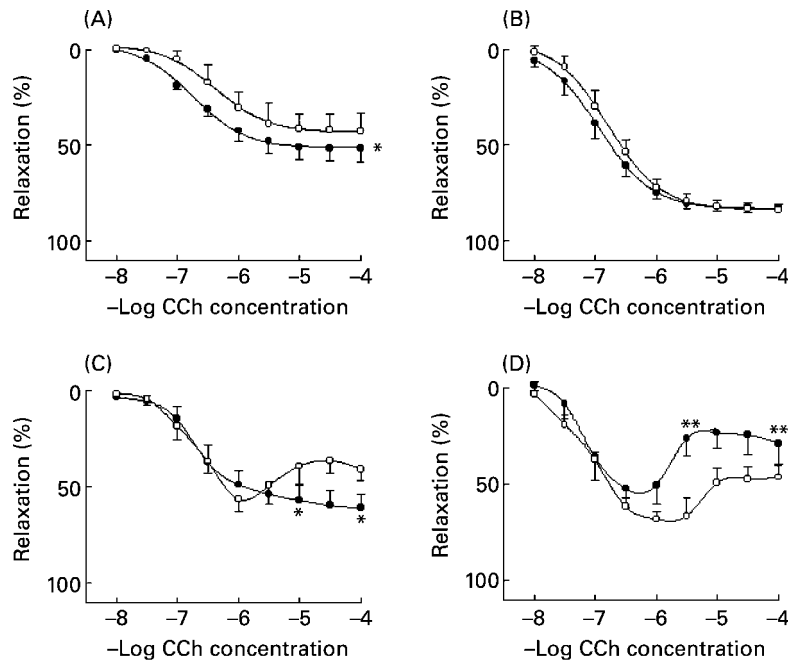 (A)
0
50
100
Relaxation (%)
*
–8 –7 –6 –5 –4
–Log CCh concentration
(B)
0
50
100
Relaxation (%)
–8 –7 –6 –5 –4
–Log CCh concentration
(C)
0
50
100
Relaxation (%)
*
*
–8 –7 –6 –5 –4
–Log CCh concentration
(D)
0
50
100
Relaxation (%)
**
**
–8 –7 –6 –5 –4
–Log CCh concentration